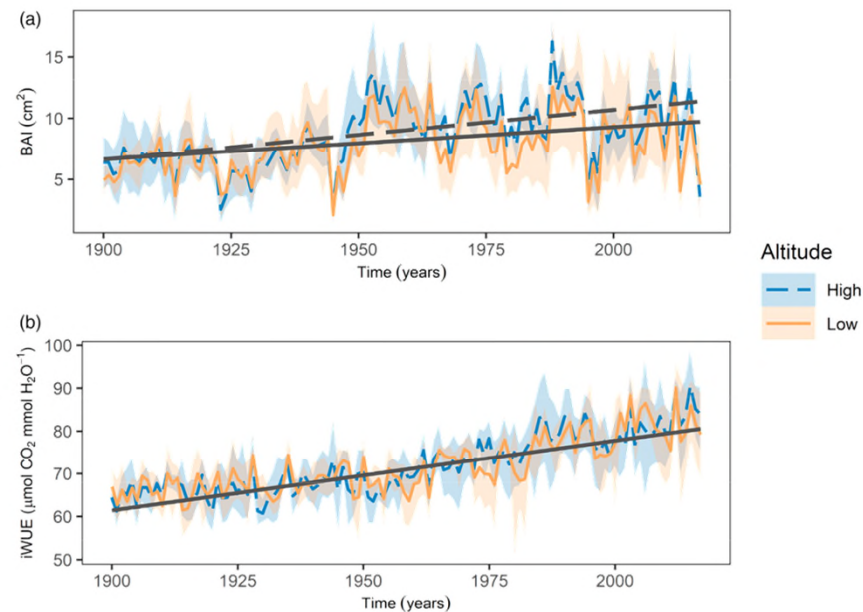 (a)
15
10
5
BAI (cm²)
1900
1925
1950
1975
2000
Time (years)
Altitude
High
Low
(b)
100
90
80
70
60
50
iWUE (μmol CO₂ mmol H₂O⁻¹)
1900
1925
1950
1975
2000
Time (years)